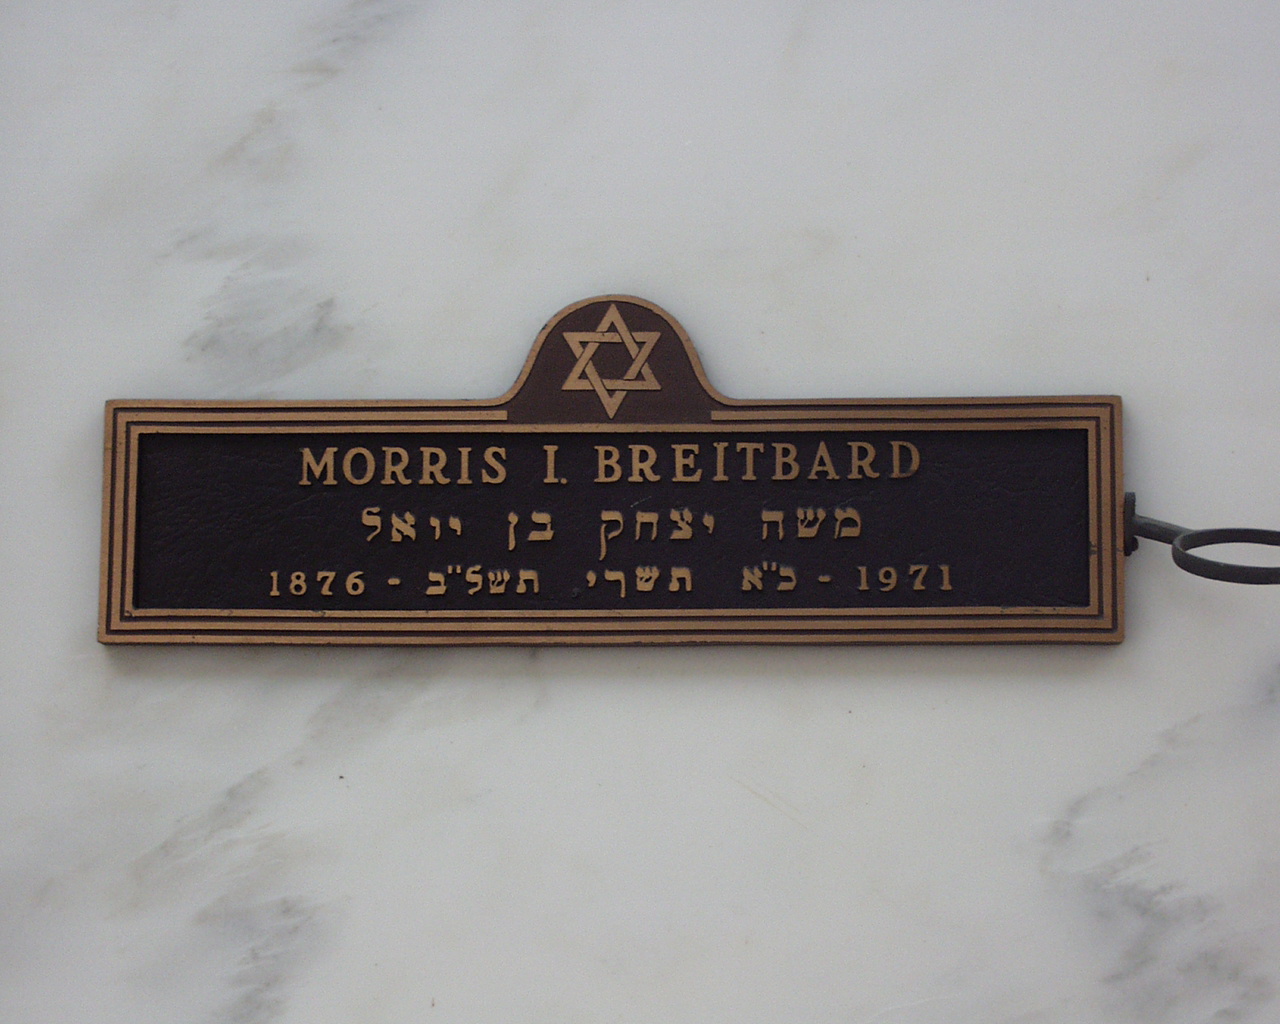 MORRIS I. BREITBARD
משה יצחק בן יואל
1876 - כ"א תשרי תשל"ב - 1971